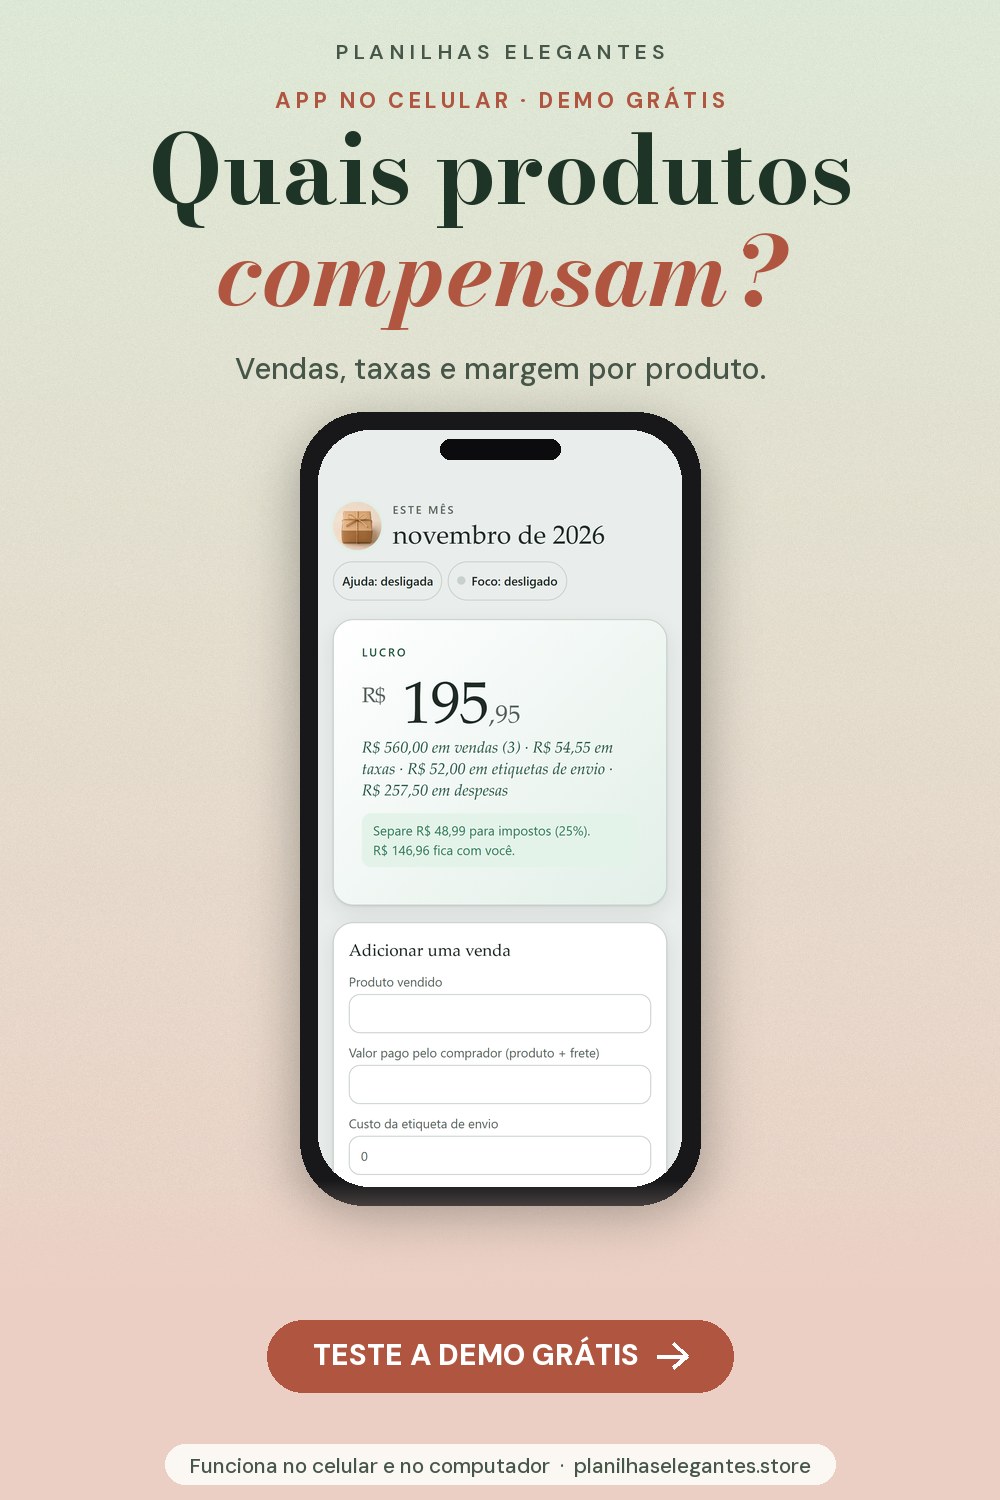 PLANILHAS ELEGANTES
APP NO CELULAR · DEMO GRÁTIS
Quais produtos
compensam?
Vendas, taxas e margem por produto.
ESTE MÊS
novembro de 2026
Ajuda: desligada
Foco: desligado
LUCRO
R$ 195,95
R$ 560,00 em vendas (3) · R$ 54,55 em
taxas · R$ 52,00 em etiquetas de envio ·
R$ 257,50 em despesas
Separe R$ 48,99 para impostos (25%).
R$ 146,96 fica com você.
Adicionar uma venda
Produto vendido
Valor pago pelo comprador (produto + frete)
Custo da etiqueta de envio
0
TESTE A DEMO GRÁTIS →
Funciona no celular e no computador · planilhaselegantes.store